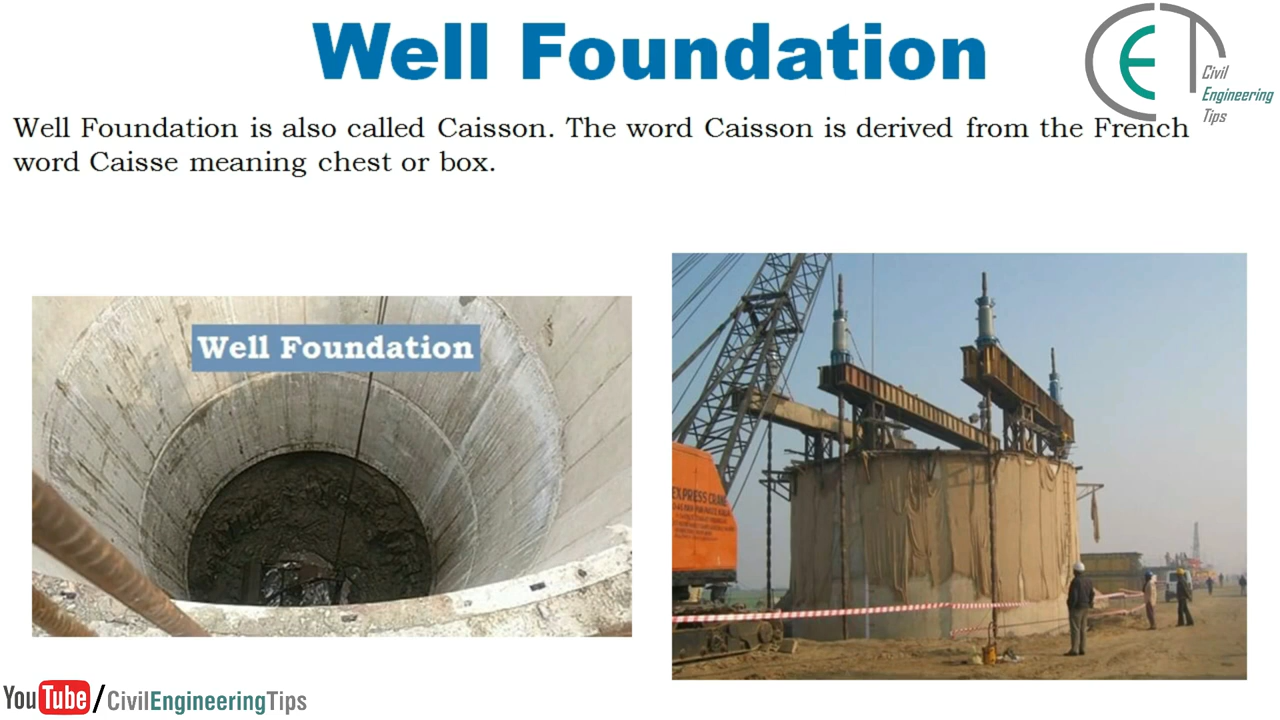 Well Foundation
Civil
Engineering
Tips
Well Foundation is also called Caisson. The word Caisson is derived from the French
word Caisse meaning chest or box.
Well Foundation
EXPRESS CRANE
YouTube/CivilEngineeringTips